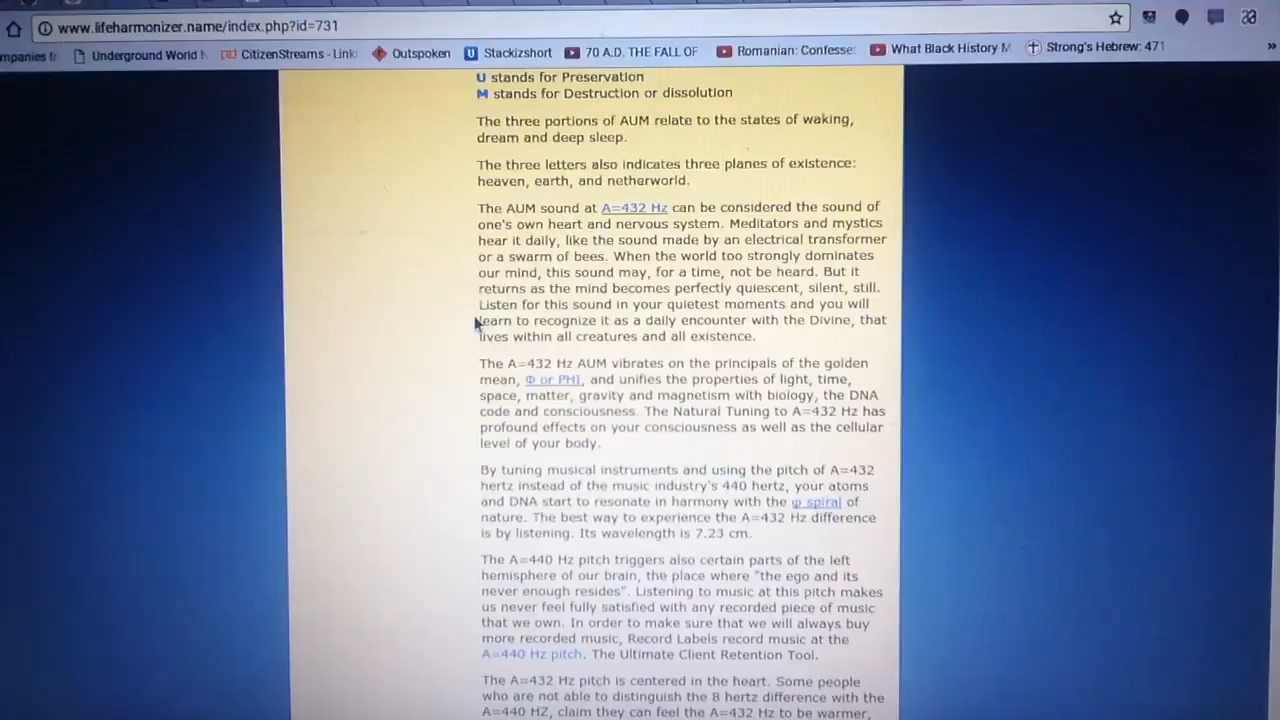 www.lifeharmonizer.name/index.php?id=731
Underground World N CitizenStreams - Link Outspoken Stackizshort 70 A.D. THE FALL OF Romanian: Confesse: What Black History M Strong's Hebrew: 471 »
U stands for Preservation
M stands for Destruction or dissolution
The three portions of AUM relate to the states of waking,
dream and deep sleep.
The three letters also indicates three planes of existence:
heaven, earth, and netherworld.
The AUM sound at A=432 Hz can be considered the sound of
one's own heart and nervous system. Meditators and mystics
hear it daily, like the sound made by an electrical transformer
or a swarm of bees. When the world too strongly dominates
our mind, this sound may, for a time, not be heard. But it
returns as the mind becomes perfectly quiescent, silent, still.
Listen for this sound in your quietest moments and you will
learn to recognize it as a daily encounter with the Divine, that
lives within all creatures and all existence.
The A=432 Hz AUM vibrates on the principals of the golden
mean, Φ or PHI, and unifies the properties of light, time,
space, matter, gravity and magnetism with biology, the DNA
code and consciousness. The Natural Tuning to A=432 Hz has
profound effects on your consciousness as well as the cellular
level of your body.
By tuning musical instruments and using the pitch of A=432
hertz instead of the music industry's 440 hertz, your atoms
and DNA start to resonate in harmony with the φ spiral of
nature. The best way to experience the A=432 Hz difference
is by listening. Its wavelength is 7.23 cm.
The A=440 Hz pitch triggers also certain parts of the left
hemisphere of our brain, the place where "the ego and its
never enough resides". Listening to music at this pitch makes
us never feel fully satisfied with any recorded piece of music
that we own. In order to make sure that we will always buy
more recorded music, Record Labels record music at the
A=440 Hz pitch. The Ultimate Client Retention Tool.
The A=432 Hz pitch is centered in the heart. Some people
who are not able to distinguish the 8 hertz difference with the
A=440 HZ, claim they can feel the A=432 Hz to be warmer,